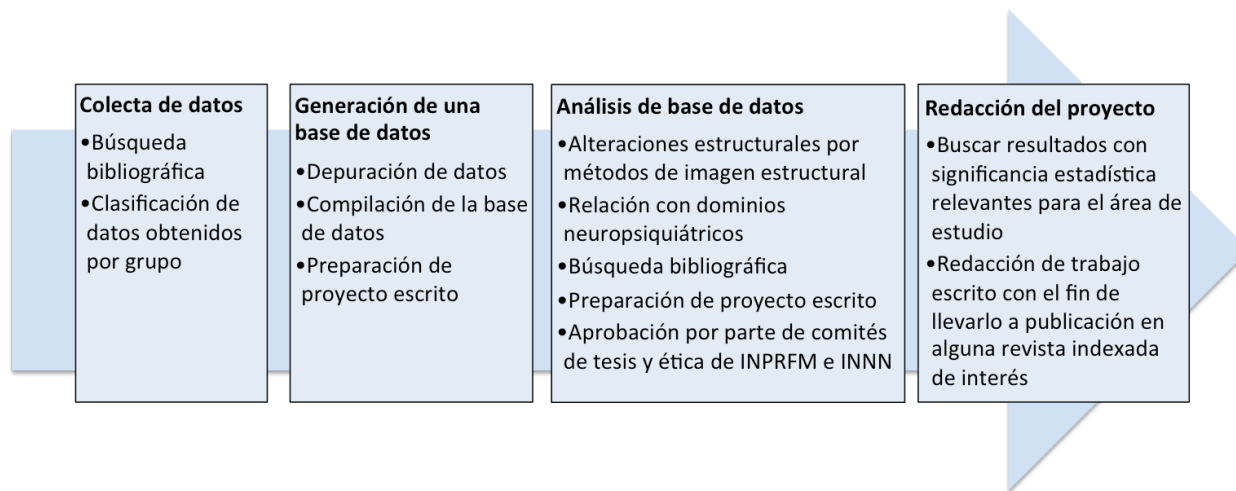 Colecta de datos
•Búsqueda
bibliográfica
•Clasificación de
datos obtenidos
por grupo
Generación de una
base de datos
•Depuración de datos
•Compilación de la base
de datos
•Preparación de
proyecto escrito
Análisis de base de datos
•Alteraciones estructurales por
métodos de imagen estructural
•Relación con dominios
neuropsiquiátricos
•Búsqueda bibliográfica
•Preparación de proyecto escrito
•Aprobación por parte de comités
de tesis y ética de INPRFM e INNN
Redacción del proyecto
•Buscar resultados con
significancia estadística
relevantes para el área de
estudio
•Redacción de trabajo
escrito con el fin de
llevarlo a publicación en
alguna revista indexada
de interés